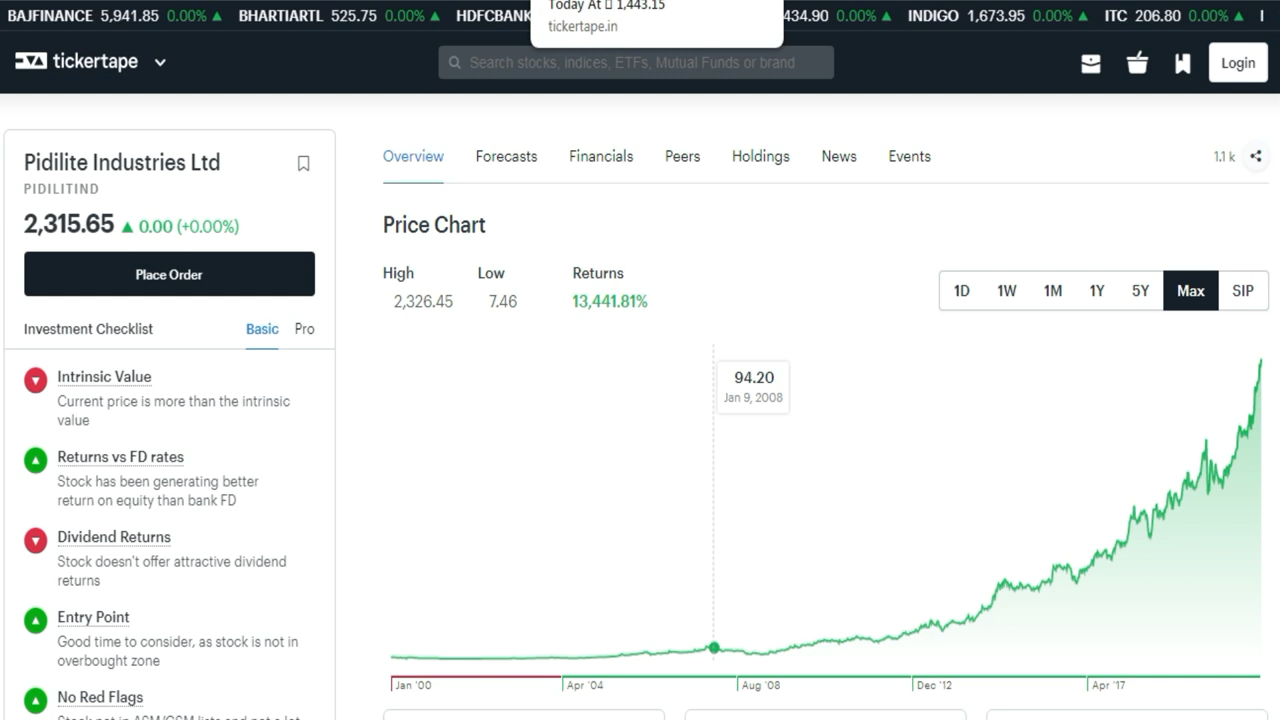 BAJFINANCE 5,941.85 0.00% ▲ BHARTIARTL 525.75 0.00% ▲ HDFCBANK 434.90 0.00% ▲ INDIGO 1,673.95 0.00% ▲ ITC 206.80 0.00% ▲
Today At 1,443.15
tickertape.in
tickertape
Search stocks, indices, ETFs, Mutual Funds or brand
Login
Pidilite Industries Ltd
PIDILITIND
2,315.65 ▲ 0.00 (+0.00%)
Place Order
Investment Checklist Basic Pro
Intrinsic Value
Current price is more than the intrinsic
value
Returns vs FD rates
Stock has been generating better
return on equity than bank FD
Dividend Returns
Stock doesn't offer attractive dividend
returns
Entry Point
Good time to consider, as stock is not in
overbought zone
No Red Flags
Overview Forecasts Financials Peers Holdings News Events 1.1 k
Price Chart
High Low Returns
2,326.45 7.46 13,441.81%
1D 1W 1M 1Y 5Y Max SIP
94.20
Jan 9, 2008
Jan '00 Apr '04 Aug '08 Dec '12 Apr '17